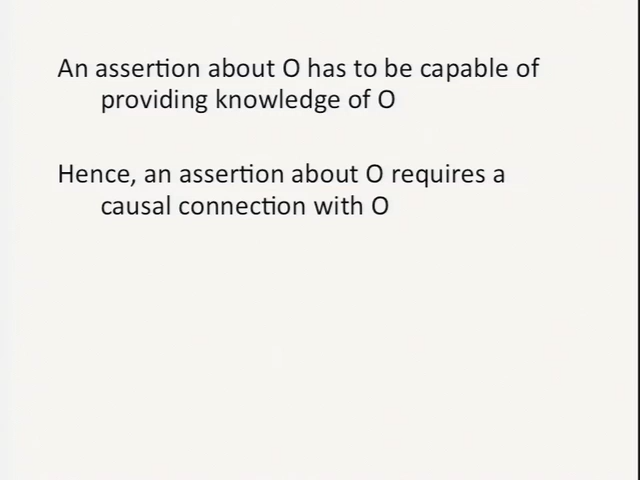 An assertion about O has to be capable of
providing knowledge of O
Hence, an assertion about O requires a
causal connection with O